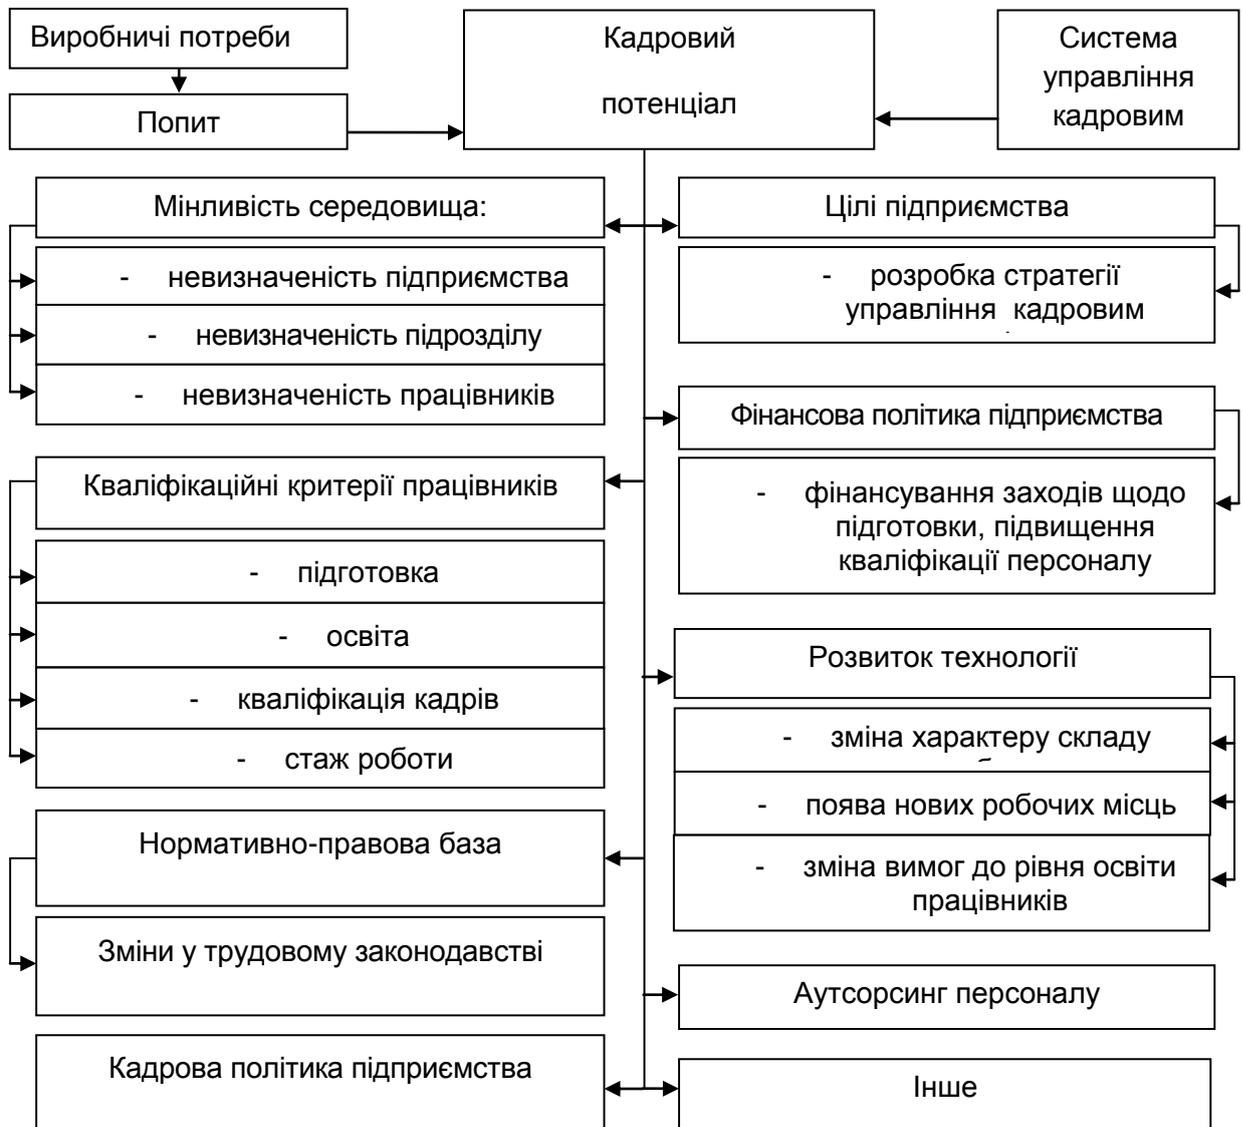 Виробничі потреби
Попит
Кадровий
потенціал
Система
управління
кадровим
Мінливість середовища:
- невизначеність підприємства
- невизначеність підрозділу
- невизначеність працівників
Кваліфікаційні критерії працівників
- підготовка
- освіта
- кваліфікація кадрів
- стаж роботи
Нормативно-правова база
Зміни у трудовому законодавстві
Кадрова політика підприємства
Цілі підприємства
- розробка стратегії
управління кадровим
Фінансова політика підприємства
- фінансування заходів щодо
підготовки, підвищення
кваліфікації персоналу
Розвиток технології
- зміна характеру складу
- поява нових робочих місць
- зміна вимог до рівня освіти
працівників
Аутсорсинг персоналу
Інше